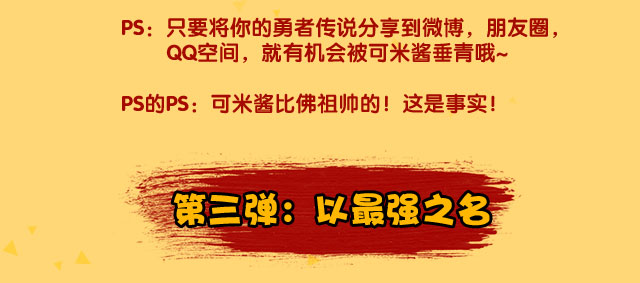 PS：只要将你的勇者传说分享到微博，朋友圈，
QQ空间，就有机会被可米酱垂青哦~
PS的PS：可米酱比佛祖帅的！这是事实！
第三弹：以最强之名